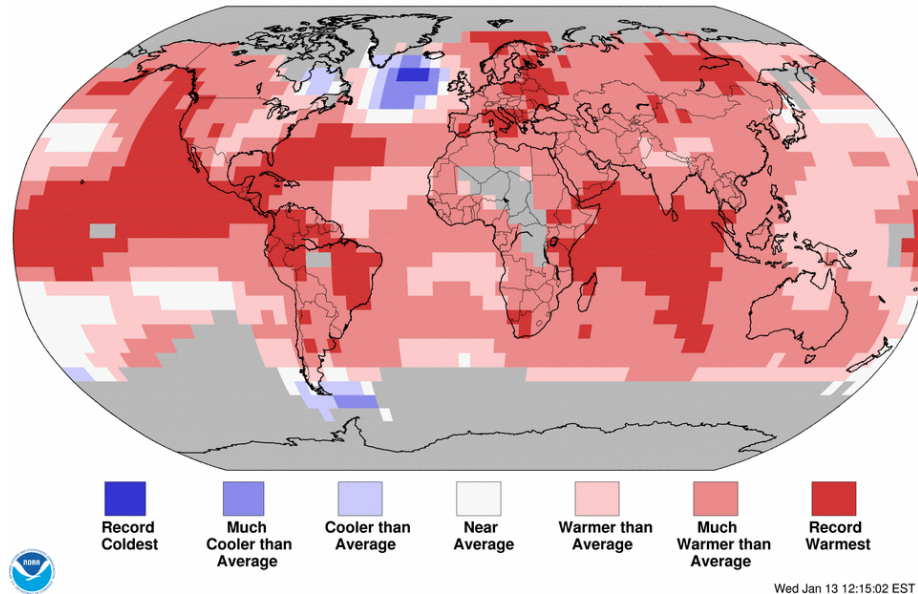 Record
Coldest
Much
Cooler than
Average
Cooler than
Average
Near
Average
Warmer than
Average
Much
Warmer than
Average
Record
Warmest
NOAA
Wed Jan 13 12:15:02 EST